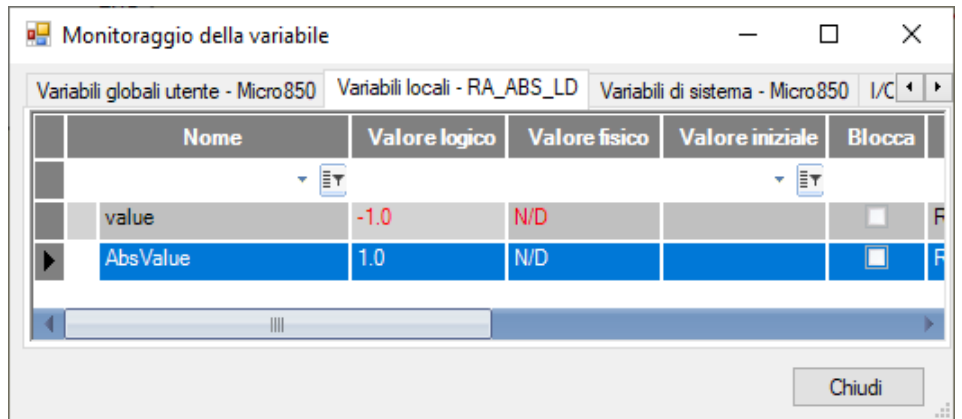 Monitoraggio della variabile
Variabili globali utente - Micro850 Variabili locali - RA_ABS_LD Variabili di sistema - Micro850 I/C
Nome Valore logico Valore fisico Valore iniziale Blocca
value -1.0 N/D R
AbsValue 1.0 N/D R
Chiudi